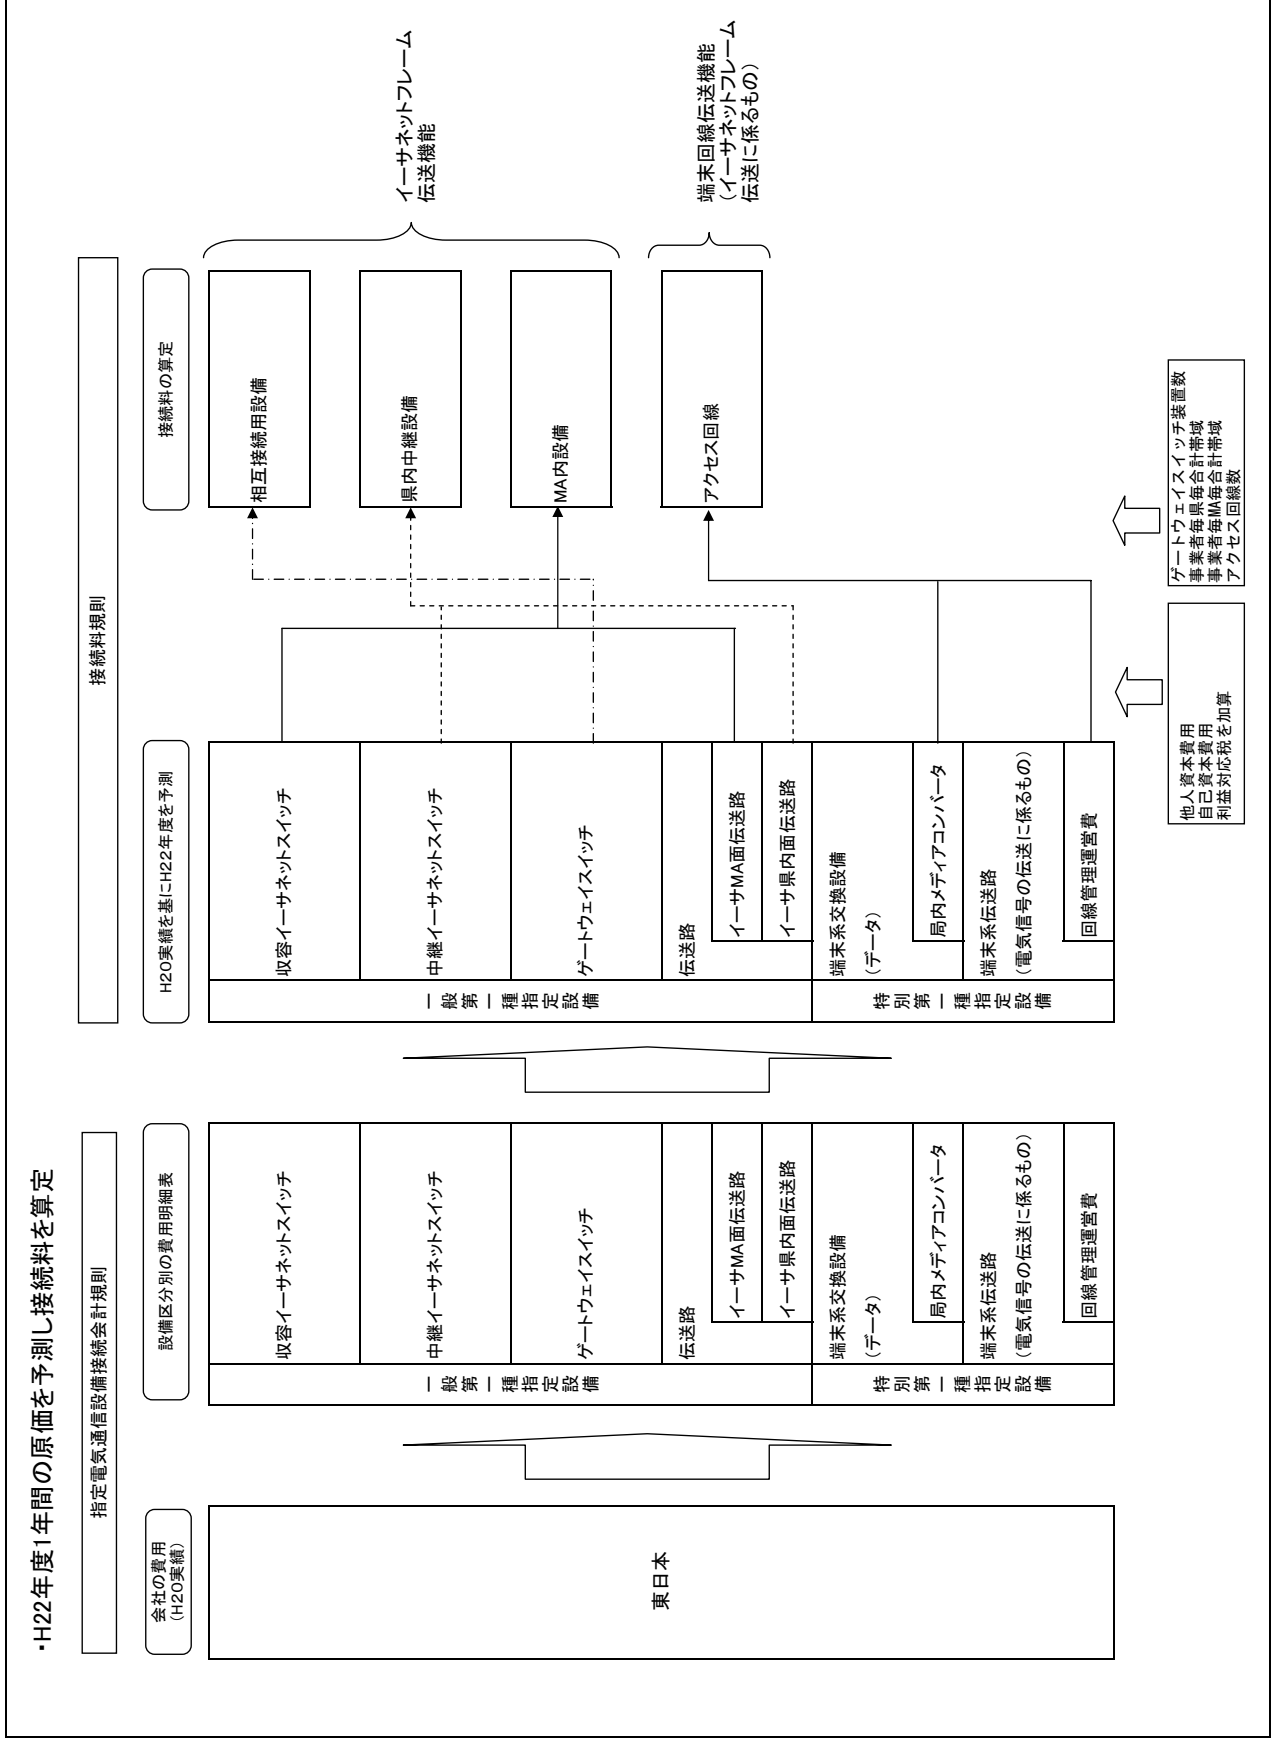 ・H22年度1年間の原価を予測し接続料を算定
指定電気通信設備接続会計規則
接続料規則
会社の費用
(H20実績)
設備区分別の費用明細表
H20実績を基にH22年度を予測
接続料の算定
東日本
一般第一種指定設備
収容イーサネットスイッチ
中継イーサネットスイッチ
ゲートウェイスイッチ
伝送路
イーサMA面伝送路
イーサ県内面伝送路
特別第一種指定設備
端末系交換設備
(データ)
局内メディアコンバータ
端末系伝送路
(電気信号の伝送に係るもの)
回線管理運営費
一般第一種指定設備
収容イーサネットスイッチ
中継イーサネットスイッチ
ゲートウェイスイッチ
伝送路
イーサMA面伝送路
イーサ県内面伝送路
特別第一種指定設備
端末系交換設備
(データ)
局内メディアコンバータ
端末系伝送路
(電気信号の伝送に係るもの)
回線管理運営費
相互接続用設備
県内中継設備
MA内設備
アクセス回線
イーサネットフレーム
伝送機能
端末回線伝送機能
(イーサネットフレーム
伝送に係るもの)
他人資本費用
自己資本費用
利益対応税を加算
ゲートウェイスイッチ装置数
事業者毎県毎合計帯域
事業者毎MA毎合計帯域
アクセス回線数